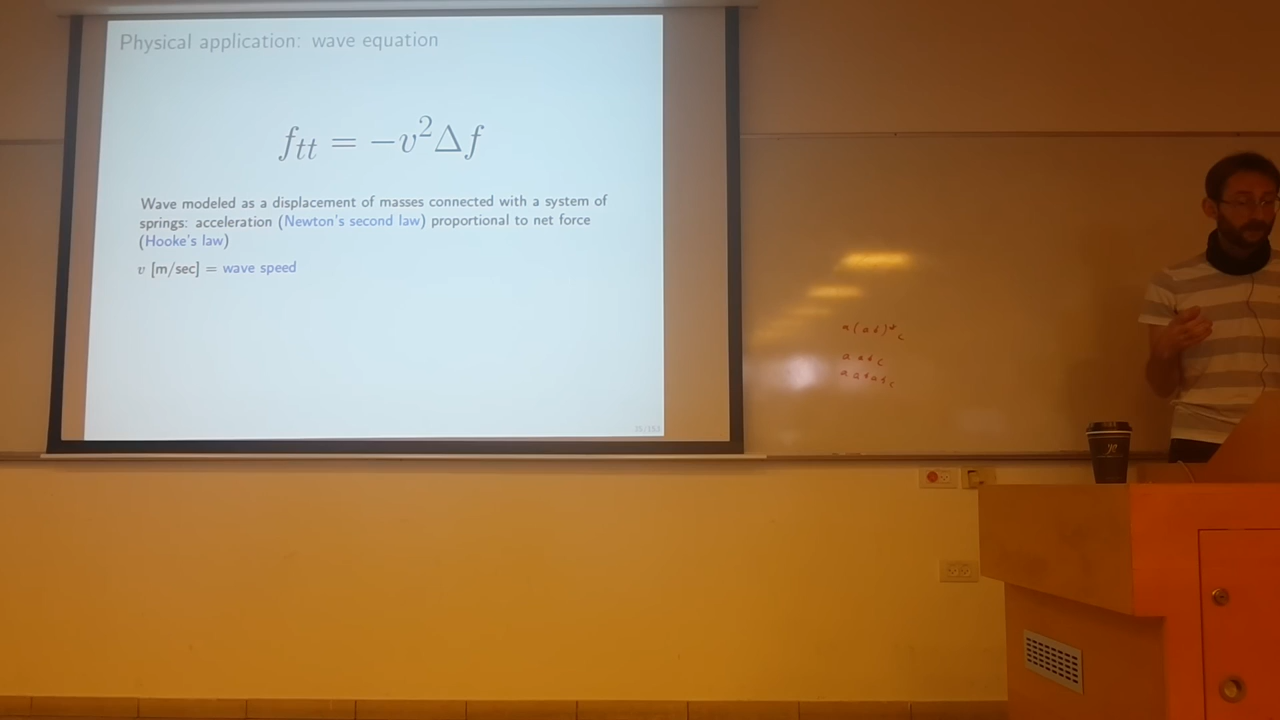 Physical application: wave equation
f_tt = −v²Δf
Wave modeled as a displacement of masses connected with a system of
springs: acceleration (Newton's second law) proportional to net force
(Hooke's law)
v [m/sec] = wave speed